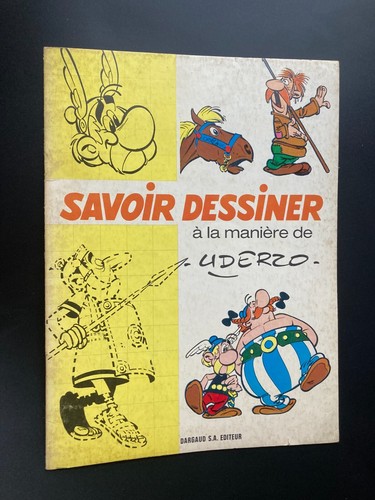 SAVOIR DESSINER
à la manière de
UDERZO
DARGAUD S.A. EDITEUR